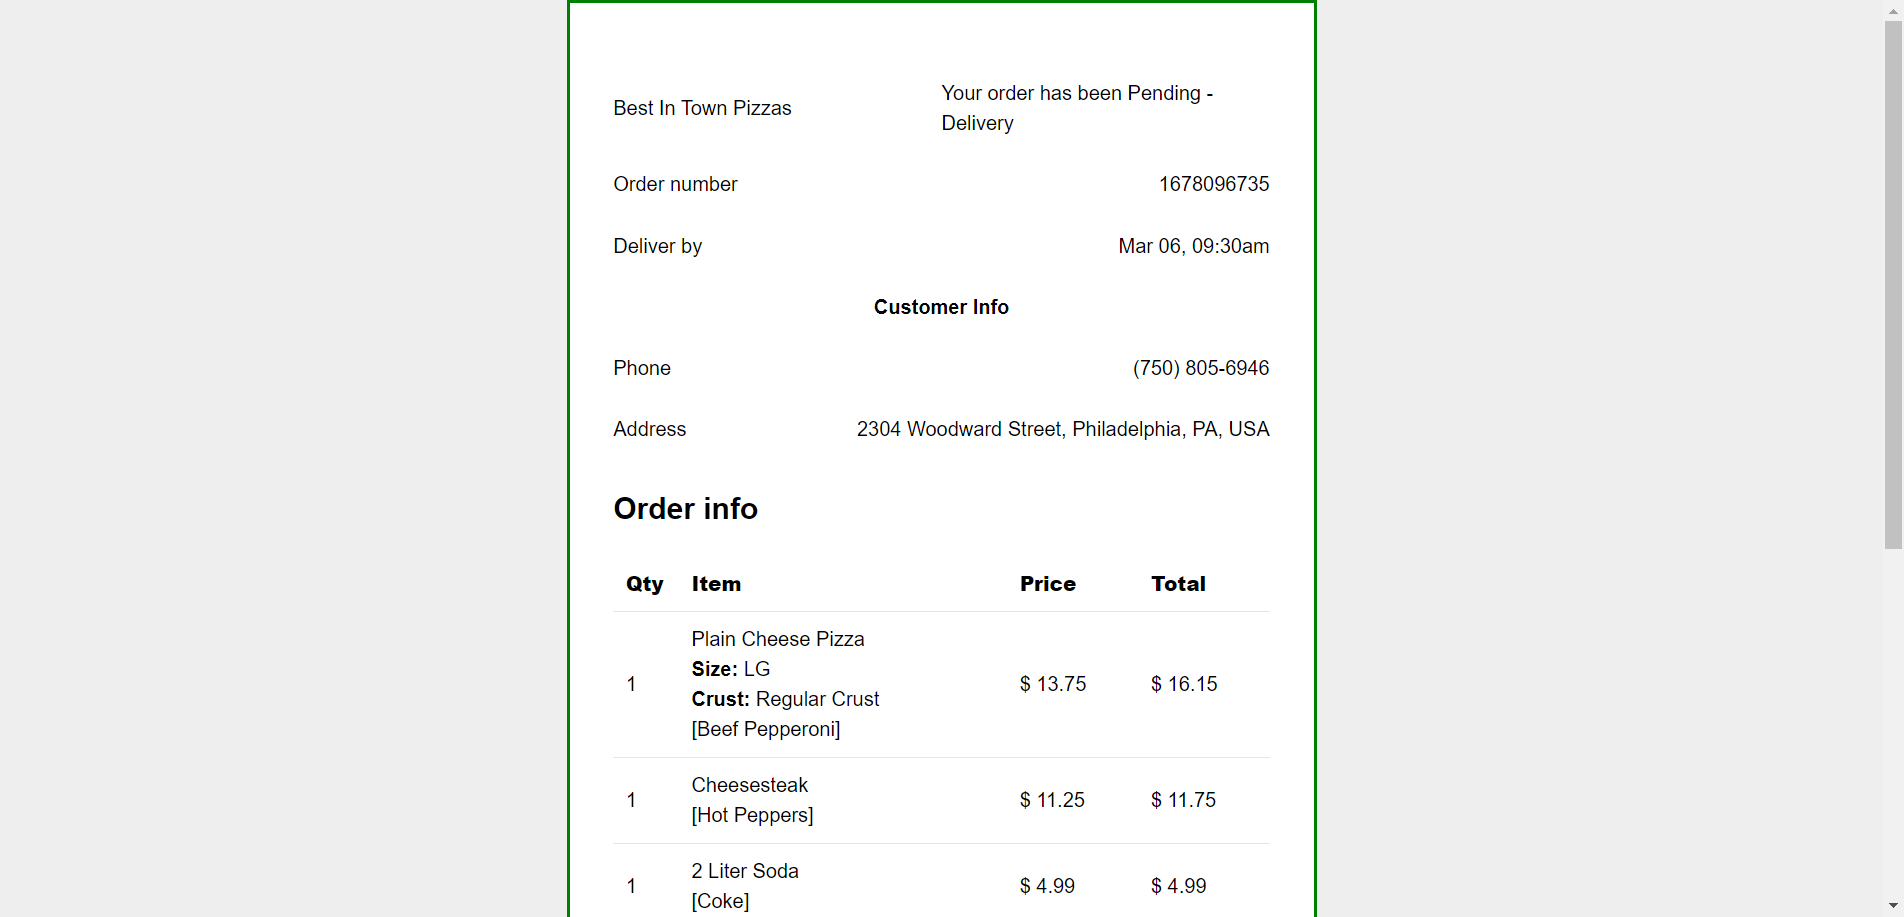 Best In Town Pizzas
Your order has been Pending -
Delivery
Order number 1678096735
Deliver by Mar 06, 09:30am
Customer Info
Phone (750) 805-6946
Address 2304 Woodward Street, Philadelphia, PA, USA
Order info
Qty Item Price Total
Plain Cheese Pizza
Size: LG
1 $ 13.75 $ 16.15
Crust: Regular Crust
[Beef Pepperoni]
Cheesesteak
1 $ 11.25 $ 11.75
[Hot Peppers]
2 Liter Soda
1 $ 4.99 $ 4.99
[Coke]